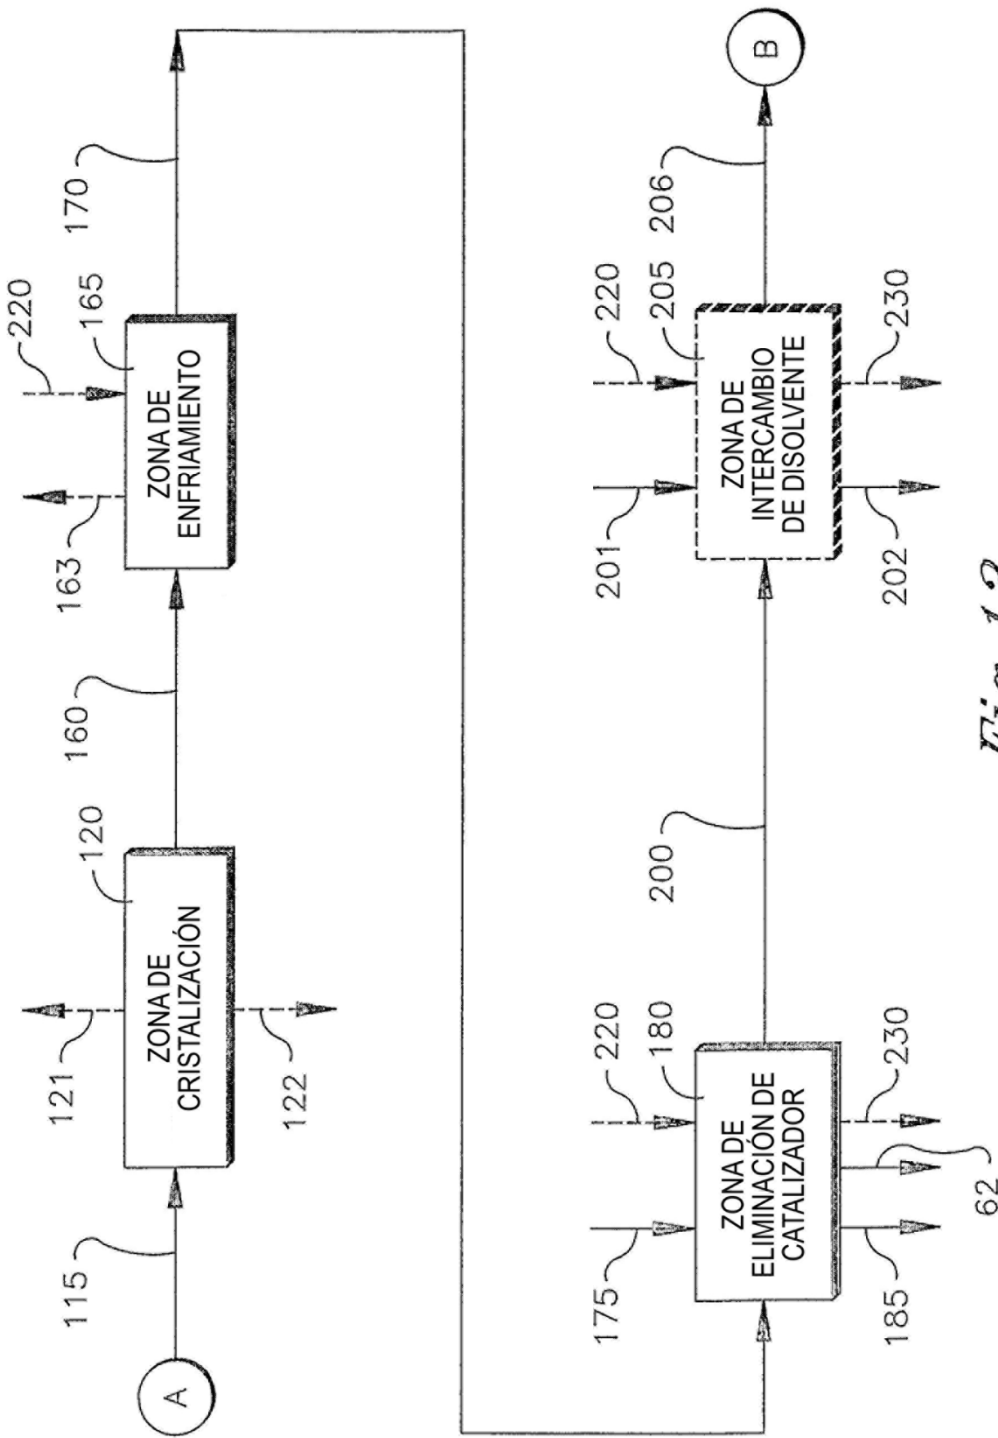 A
115
121
120
ZONA DE
CRISTALIZACIÓN
122
160
163
220
165
ZONA DE
ENFRIAMIENTO
170
175
220
180
ZONA DE
ELIMINACIÓN DE
CATALIZADOR
185
62
230
200
201
220
205
ZONA DE
INTERCAMBIO
DE DISOLVENTE
202
230
206
B